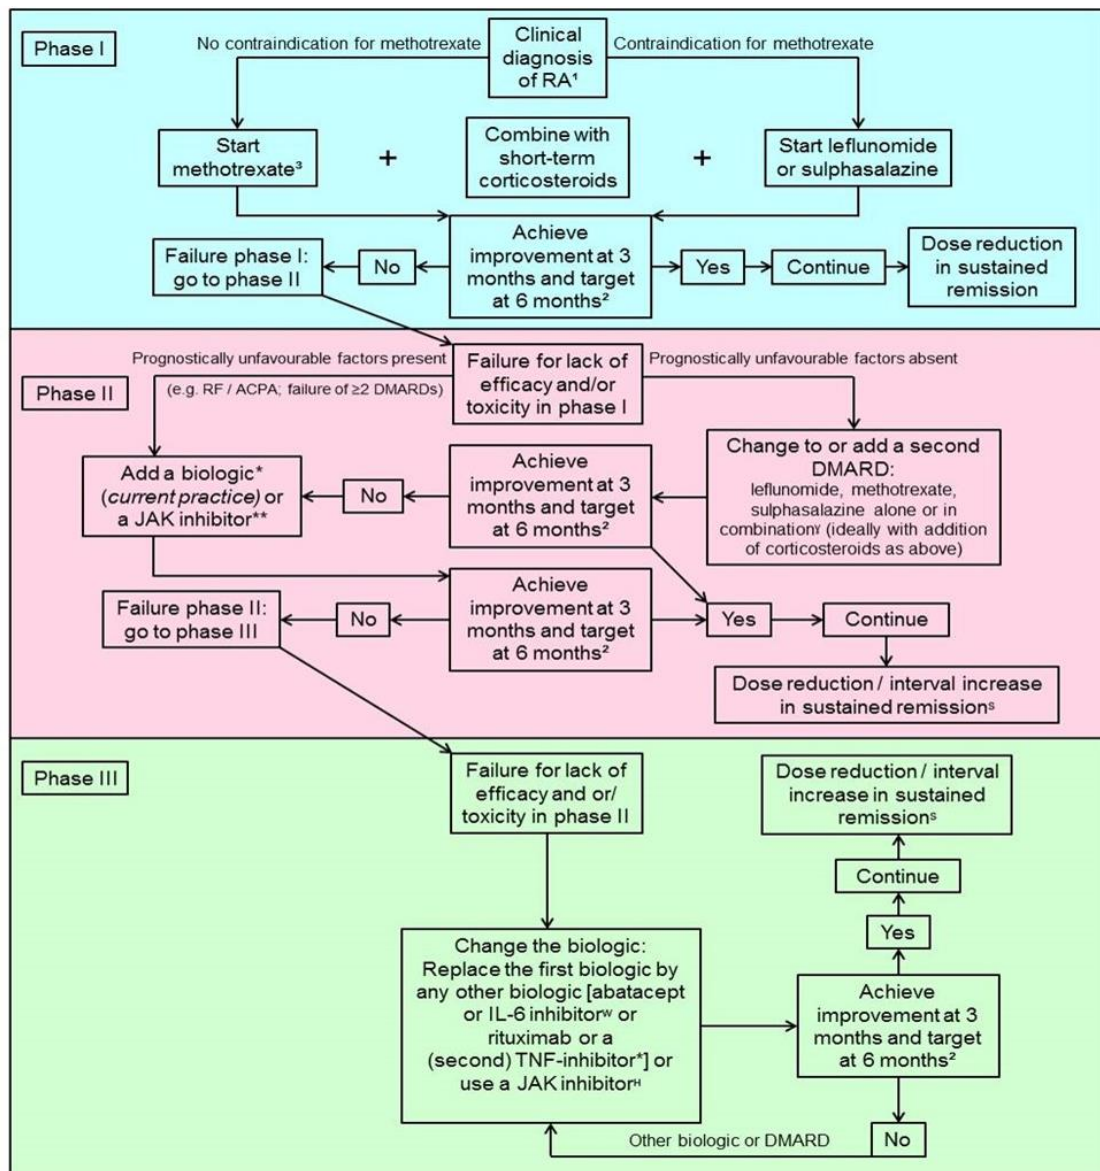 Phase I
No contraindication for methotrexate
Clinical
diagnosis
of RA¹
Contraindication for methotrexate
Start
methotrexate³
+
Combine with
short-term
corticosteroids
+
Start leflunomide
or sulphasalazine
Failure phase I:
go to phase II
No
Achieve
improvement at 3
months and target
at 6 months²
Yes
Continue
Dose reduction
in sustained
remission
Phase II
Prognostically unfavourable factors present
(e.g. RF / ACPA; failure of ≥2 DMARDs)
Failure for lack of
efficacy and/or
toxicity in phase I
Prognostically unfavourable factors absent
Add a biologic*
(current practice) or
a JAK inhibitor**
No
Achieve
improvement at 3
months and target
at 6 months²
Change to or add a second
DMARD:
leflunomide, methotrexate,
sulphasalazine alone or in
combinationᵞ (ideally with addition
of corticosteroids as above)
Failure phase II:
go to phase III
No
Achieve
improvement at 3
months and target
at 6 months²
Yes
Continue
Dose reduction / interval increase
in sustained remissionˢ
Phase III
Failure for lack of
efficacy and or/
toxicity in phase II
Dose reduction / interval
increase in sustained
remissionˢ
Continue
Yes
Change the biologic:
Replace the first biologic by
any other biologic [abatacept
or IL-6 inhibitorʷ or
rituximab or a
(second) TNF-inhibitor*] or
use a JAK inhibitorᴴ
Achieve
improvement at 3
months and target
at 6 months²
Other biologic or DMARD
No